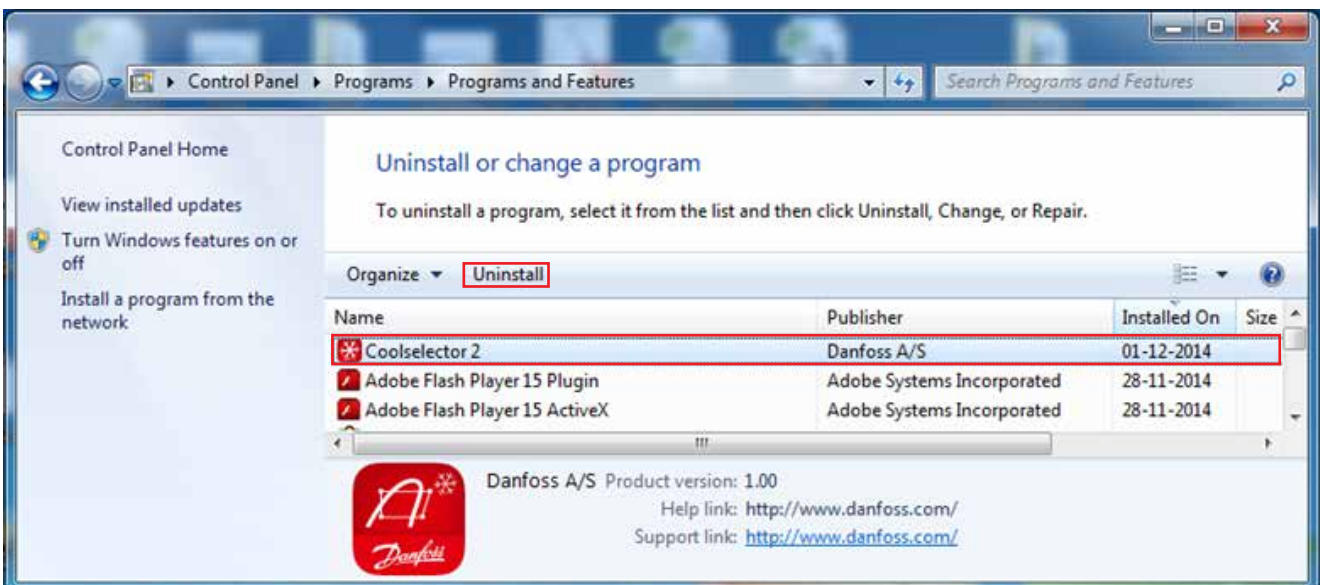 Control Panel ▸ Programs ▸ Programs and Features
Search Programs and Features
Control Panel Home
View installed updates
Turn Windows features on or
off
Install a program from the
network
Uninstall or change a program
To uninstall a program, select it from the list and then click Uninstall, Change, or Repair.
Organize
Uninstall
Name Publisher Installed On Size
Coolselector 2 Danfoss A/S 01-12-2014
Adobe Flash Player 15 Plugin Adobe Systems Incorporated 28-11-2014
Adobe Flash Player 15 ActiveX Adobe Systems Incorporated 28-11-2014
Danfoss
Danfoss A/S Product version: 1.00
Help link: http://www.danfoss.com/
Support link: http://www.danfoss.com/